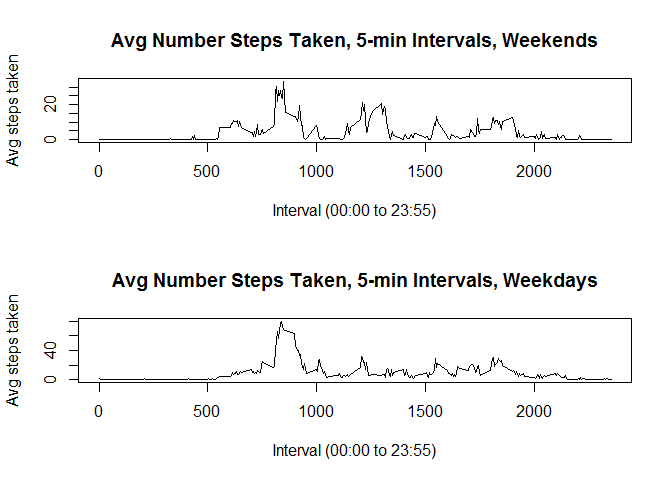 Avg Number Steps Taken, 5-min Intervals, Weekends
Avg steps taken
20
0
0 500 1000 1500 2000
Interval (00:00 to 23:55)
Avg Number Steps Taken, 5-min Intervals, Weekdays
Avg steps taken
40
0
0 500 1000 1500 2000
Interval (00:00 to 23:55)